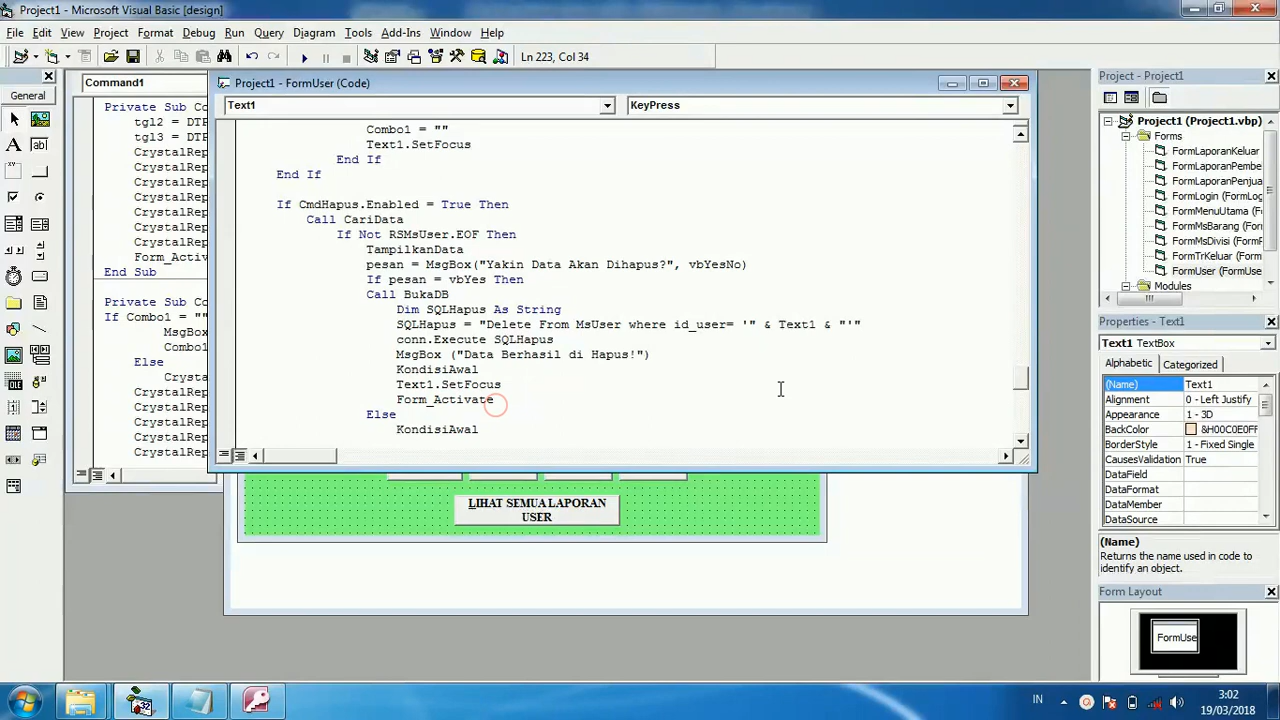 Project1 - Microsoft Visual Basic [design]
File Edit View Project Format Debug Run Query Diagram Tools Add-Ins Window Help
Ln 223, Col 34
General
Command1
Private Sub Co
tgl2 = DTF
tgl3 = DTF
CrystalRep
CrystalRep
CrystalRep
CrystalRep
CrystalRep
CrystalRep
CrystalRep
Form_Activ
End Sub
Private Sub Co
If Combo1 = ""
MsgBox
Combo1
Else
Crysta
CrystalRep
CrystalRep
CrystalRep
CrystalRep
CrystalRep
Project1 - FormUser (Code)
Text1
KeyPress
Combo1 = ""
Text1.SetFocus
End If
End If
If CmdHapus.Enabled = True Then
Call CariData
If Not RSMsUser.EOF Then
TampilkanData
pesan = MsgBox("Yakin Data Akan Dihapus?", vbYesNo)
If pesan = vbYes Then
Call BukaDB
Dim SQLHapus As String
SQLHapus = "Delete From MsUser where id_user= '" & Text1 & "'"
conn.Execute SQLHapus
MsgBox ("Data Berhasil di Hapus!")
KondisiAwal
Text1.SetFocus
Form_Activate
Else
KondisiAwal
LIHAT SEMUA LAPORAN
USER
Project - Project1
Project1 (Project1.vbp)
Forms
FormLaporanKeluar
FormLaporanPembe
FormLaporanPenjua
FormLogin (FormLog
FormMenuUtama (
FormMsBarang (For
FormMsDivisi (Form
FormRetur (FormRe
FormUser (FormUse
Modules
Properties - Text1
Text1 TextBox
Alphabetic Categorized
(Name) Text1
Alignment 0 - Left Justify
Appearance 1 - 3D
BackColor &H00C0E0FF
BorderStyle 1 - Fixed Single
CausesValidation True
DataField
DataFormat
DataMember
DataSource
(Name)
Returns the name used in code to
identify an object.
Form Layout
FormUse
32
IN
3:02
19/03/2018